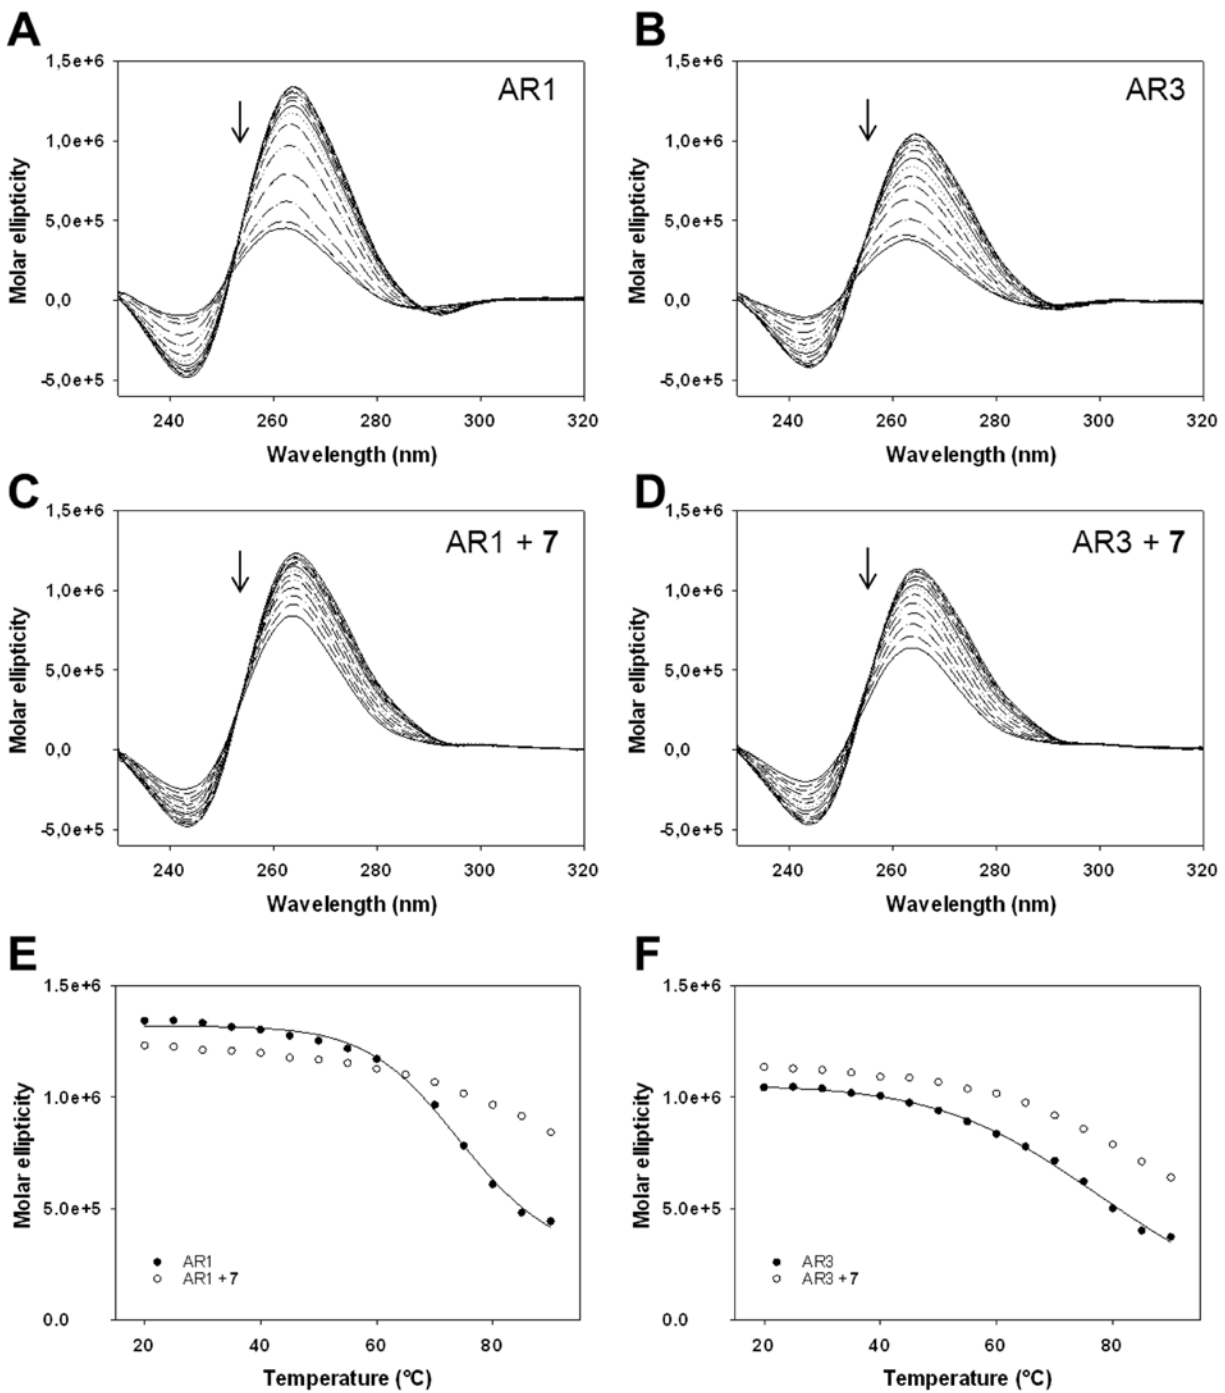 A
AR1
1,5e+6
1,0e+6
5,0e+5
0,0
-5,0e+5
Molar ellipticity
240 260 280 300 320
Wavelength (nm)
B
AR3
1,5e+6
1,0e+6
5,0e+5
0,0
-5,0e+5
Molar ellipticity
240 260 280 300 320
Wavelength (nm)
C
AR1 + 7
1,5e+6
1,0e+6
5,0e+5
0,0
-5,0e+5
Molar ellipticity
240 260 280 300 320
Wavelength (nm)
D
AR3 + 7
1,5e+6
1,0e+6
5,0e+5
0,0
-5,0e+5
Molar ellipticity
240 260 280 300 320
Wavelength (nm)
E
1.5e+6
1.0e+6
5.0e+5
0.0
Molar ellipticity
AR1
AR1 + 7
20 40 60 80
Temperature (°C)
F
1.5e+6
1.0e+6
5.0e+5
0.0
Molar ellipticity
AR3
AR3 + 7
20 40 60 80
Temperature (°C)